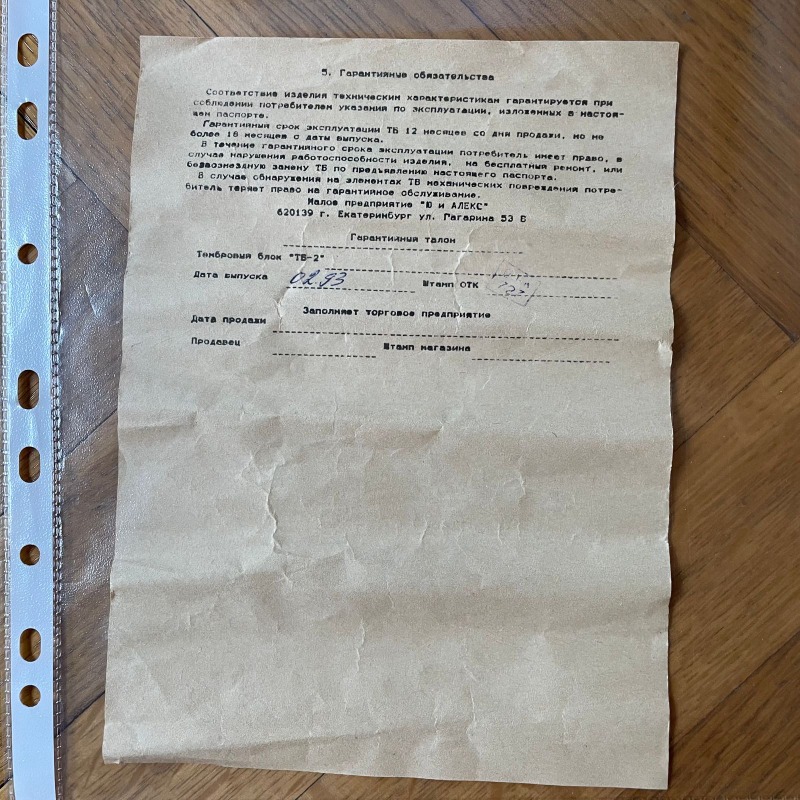 5. Гарантийные обязательства
Соответствие изделия техническим характеристикам гарантируется при
соблюдении потребителем указаний по эксплуатации, изложенных в настоя-
щем паспорте.
Гарантийный срок эксплуатации ТБ 12 месяцев со дня продажи, но не
более 18 месяцев с даты выпуска.
В течение гарантийного срока эксплуатации потребитель имеет право, в
случае нарушения работоспособности изделия, на бесплатный ремонт, или
безвозмездную замену ТБ по предъявлению настоящего паспорта.
В случае обнаружения на элементах ТВ механических повреждений потре-
битель теряет право на гарантийное обслуживание.
Малое предприятие "Ю и АЛЕКС"
620139 г. Екатеринбург ул. Гагарина 53 В
Гарантийный талон
Тембровый блок "ТБ-2"
Дата выпуска 02.93 Штамп ОТК
Заполняет торговое предприятие
Дата продажи
Продавец Штамп магазина